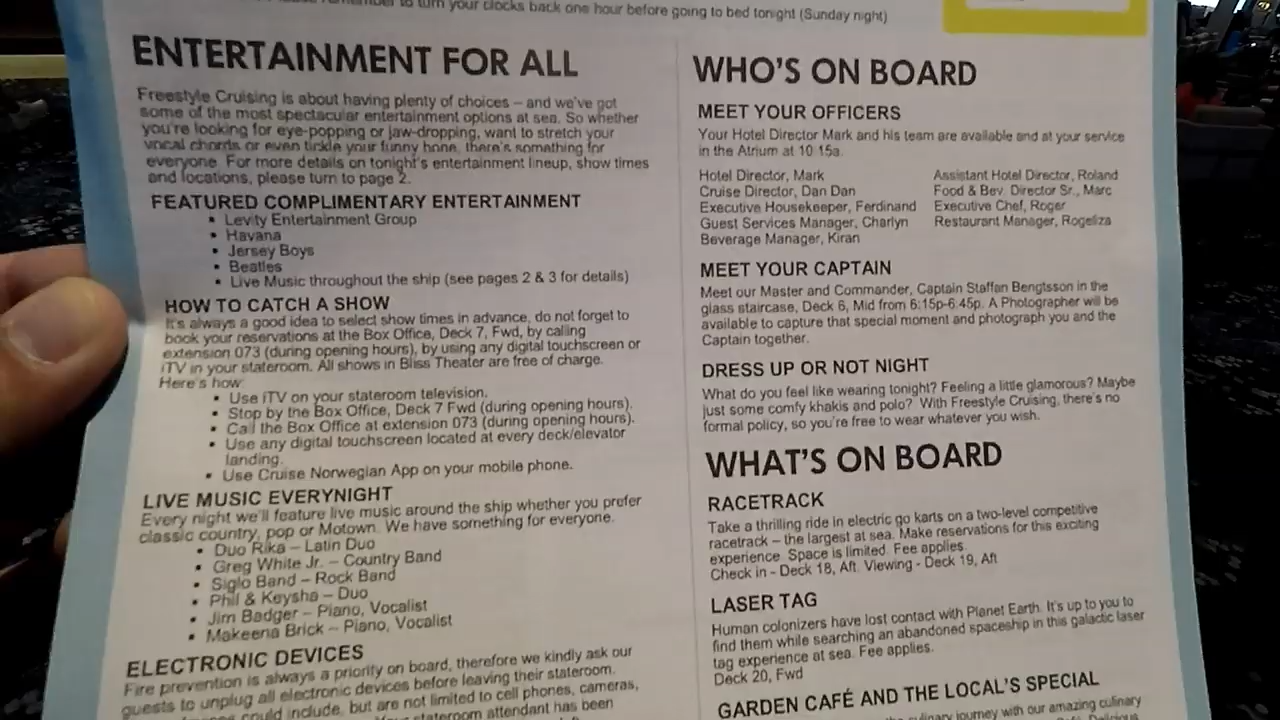 to turn your clocks back one hour before going to bed tonight (Sunday night)
ENTERTAINMENT FOR ALL
Freestyle Cruising is about having plenty of choices – and we've got
some of the most spectacular entertainment options at sea. So whether
you're looking for eye-popping or jaw-dropping, want to stretch your
vocal chords or even tickle your funny bone, there's something for
everyone. For more details on tonight's entertainment lineup, show times
and locations, please turn to page 2.
FEATURED COMPLIMENTARY ENTERTAINMENT
• Levity Entertainment Group
• Havana
• Jersey Boys
• Beatles
• Live Music throughout the ship (see pages 2 & 3 for details)
HOW TO CATCH A SHOW
It's always a good idea to select show times in advance, do not forget to
book your reservations at the Box Office, Deck 7, Fwd, by calling
extension 073 (during opening hours), by using any digital touchscreen or
iTV in your stateroom. All shows in Bliss Theater are free of charge.
Here's how:
• Use iTV on your stateroom television.
• Stop by the Box Office, Deck 7 Fwd (during opening hours).
• Call the Box Office at extension 073 (during opening hours).
• Use any digital touchscreen located at every deck/elevator
landing.
• Use Cruise Norwegian App on your mobile phone.
LIVE MUSIC EVERYNIGHT
Every night we'll feature live music around the ship whether you prefer
classic country, pop or Motown. We have something for everyone.
• Duo Rika – Latin Duo
• Greg White Jr. – Country Band
• Siglo Band – Rock Band
• Phil & Keysha – Duo
• Jim Badger – Piano, Vocalist
• Makeena Brick – Piano, Vocalist
ELECTRONIC DEVICES
Fire prevention is always a priority on board, therefore we kindly ask our
guests to unplug all electronic devices before leaving their stateroom.
could include, but are not limited to cell phones, cameras,
stateroom attendant has been
WHO'S ON BOARD
MEET YOUR OFFICERS
Your Hotel Director Mark and his team are available and at your service
in the Atrium at 10:15a.
Hotel Director, Mark
Cruise Director, Dan Dan
Executive Housekeeper, Ferdinand
Guest Services Manager, Charlyn
Beverage Manager, Kiran
Assistant Hotel Director, Roland
Food & Bev. Director Sr., Marc
Executive Chef, Roger
Restaurant Manager, Rogeliza
MEET YOUR CAPTAIN
Meet our Master and Commander, Captain Staffan Bengtsson in the
glass staircase, Deck 6, Mid from 6:15p-6:45p. A Photographer will be
available to capture that special moment and photograph you and the
Captain together.
DRESS UP OR NOT NIGHT
What do you feel like wearing tonight? Feeling a little glamorous? Maybe
just some comfy khakis and polo? With Freestyle Cruising, there's no
formal policy, so you're free to wear whatever you wish.
WHAT'S ON BOARD
RACETRACK
Take a thrilling ride in electric go karts on a two-level competitive
racetrack – the largest at sea. Make reservations for this exciting
experience. Space is limited. Fee applies.
Check in - Deck 18, Aft. Viewing - Deck 19, Aft
LASER TAG
Human colonizers have lost contact with Planet Earth. It's up to you to
find them while searching an abandoned spaceship in this galactic laser
tag experience at sea. Fee applies.
Deck 20, Fwd
GARDEN CAFÉ AND THE LOCAL'S SPECIAL
journey with our amazing culinary